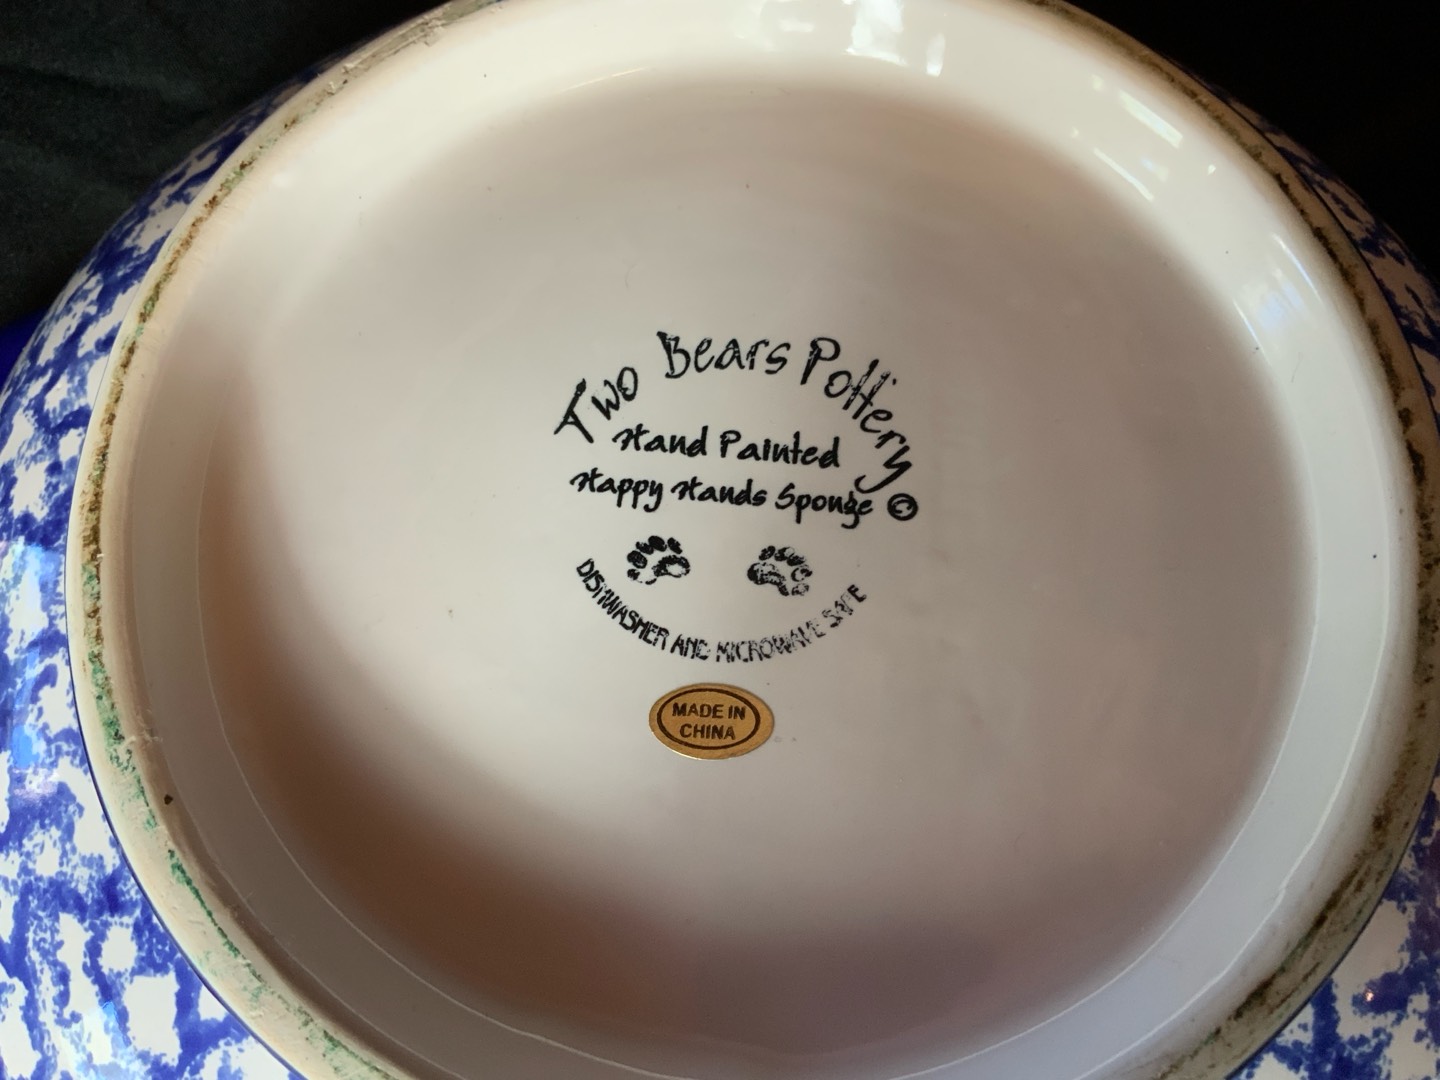 Two Bears Pottery
Hand Painted
Happy Hands Sponge ©
DISHWASHER AND MICROWAVE SAFE
MADE IN
CHINA